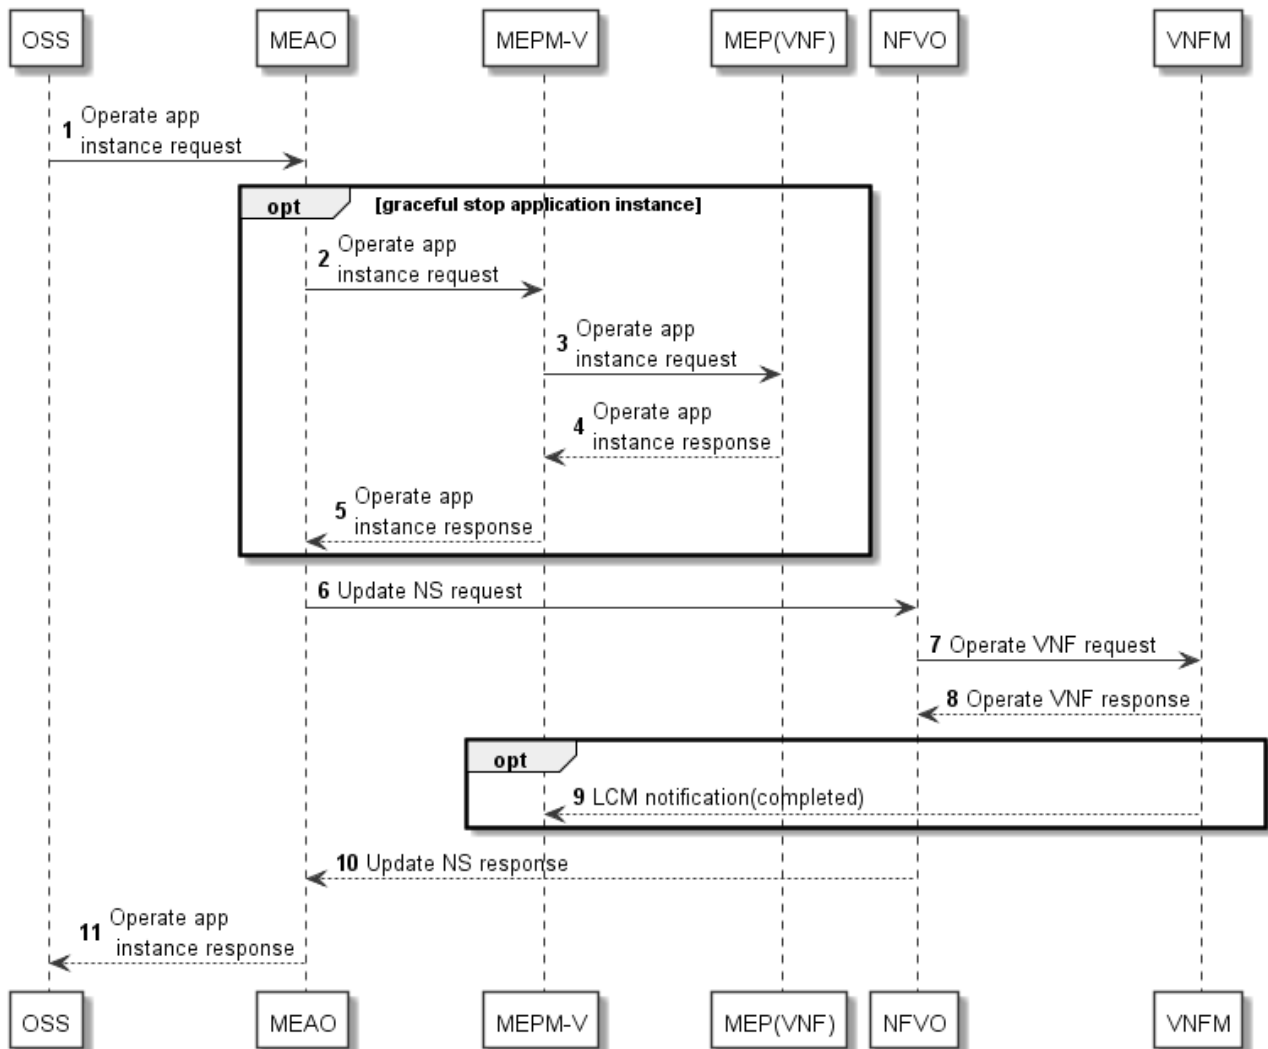 OSS MEAO MEPM-V MEP(VNF) NFVO VNFM
1 Operate app
instance request
opt [graceful stop application instance]
2 Operate app
instance request
3 Operate app
instance request
4 Operate app
instance response
5 Operate app
instance response
6 Update NS request
7 Operate VNF request
8 Operate VNF response
opt
9 LCM notification(completed)
10 Update NS response
11 Operate app
instance response
OSS MEAO MEPM-V MEP(VNF) NFVO VNFM